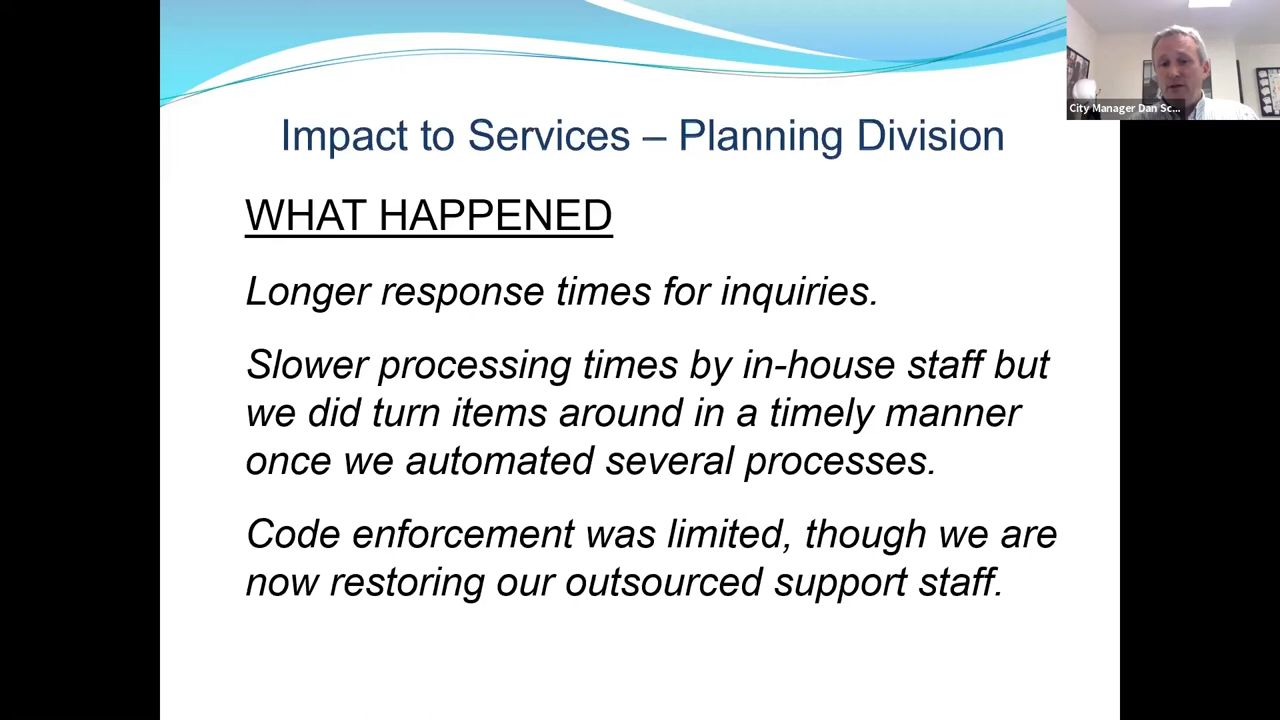 Impact to Services – Planning Division
City Manager Dan Sc...
WHAT HAPPENED
Longer response times for inquiries.
Slower processing times by in-house staff but
we did turn items around in a timely manner
once we automated several processes.
Code enforcement was limited, though we are
now restoring our outsourced support staff.